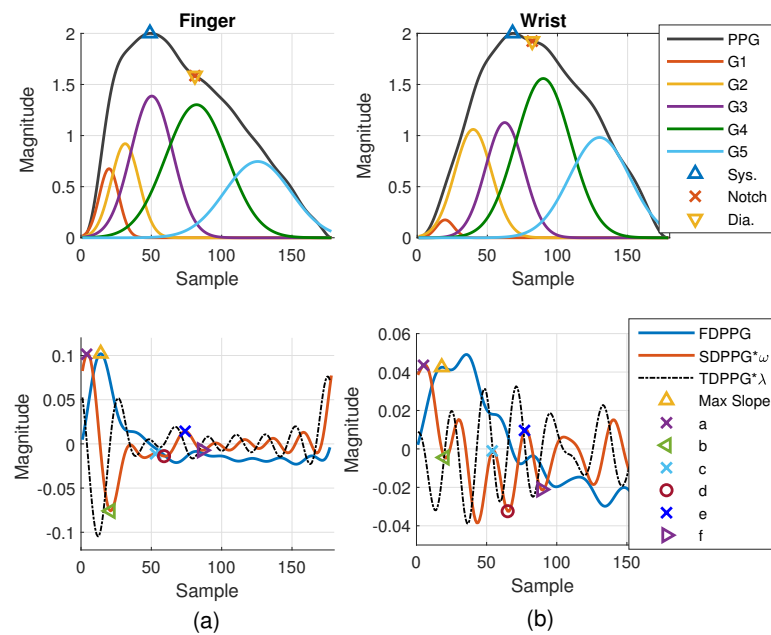 Finger
Magnitude
2
1.5
1
0.5
0
0 50 100 150
Sample
Wrist
Magnitude
2
1.5
1
0.5
0
0 50 100 150
Sample
PPG
G1
G2
G3
G4
G5
Sys.
Notch
Dia.
Magnitude
0.1
0.05
0
-0.05
-0.1
0 50 100 150
Sample
(a)
Magnitude
0.06
0.04
0.02
0
-0.02
-0.04
0 50 100 150
Sample
(b)
FDPPG
SDPPG*ω
TDPPG*λ
Max Slope
a
b
c
d
e
f